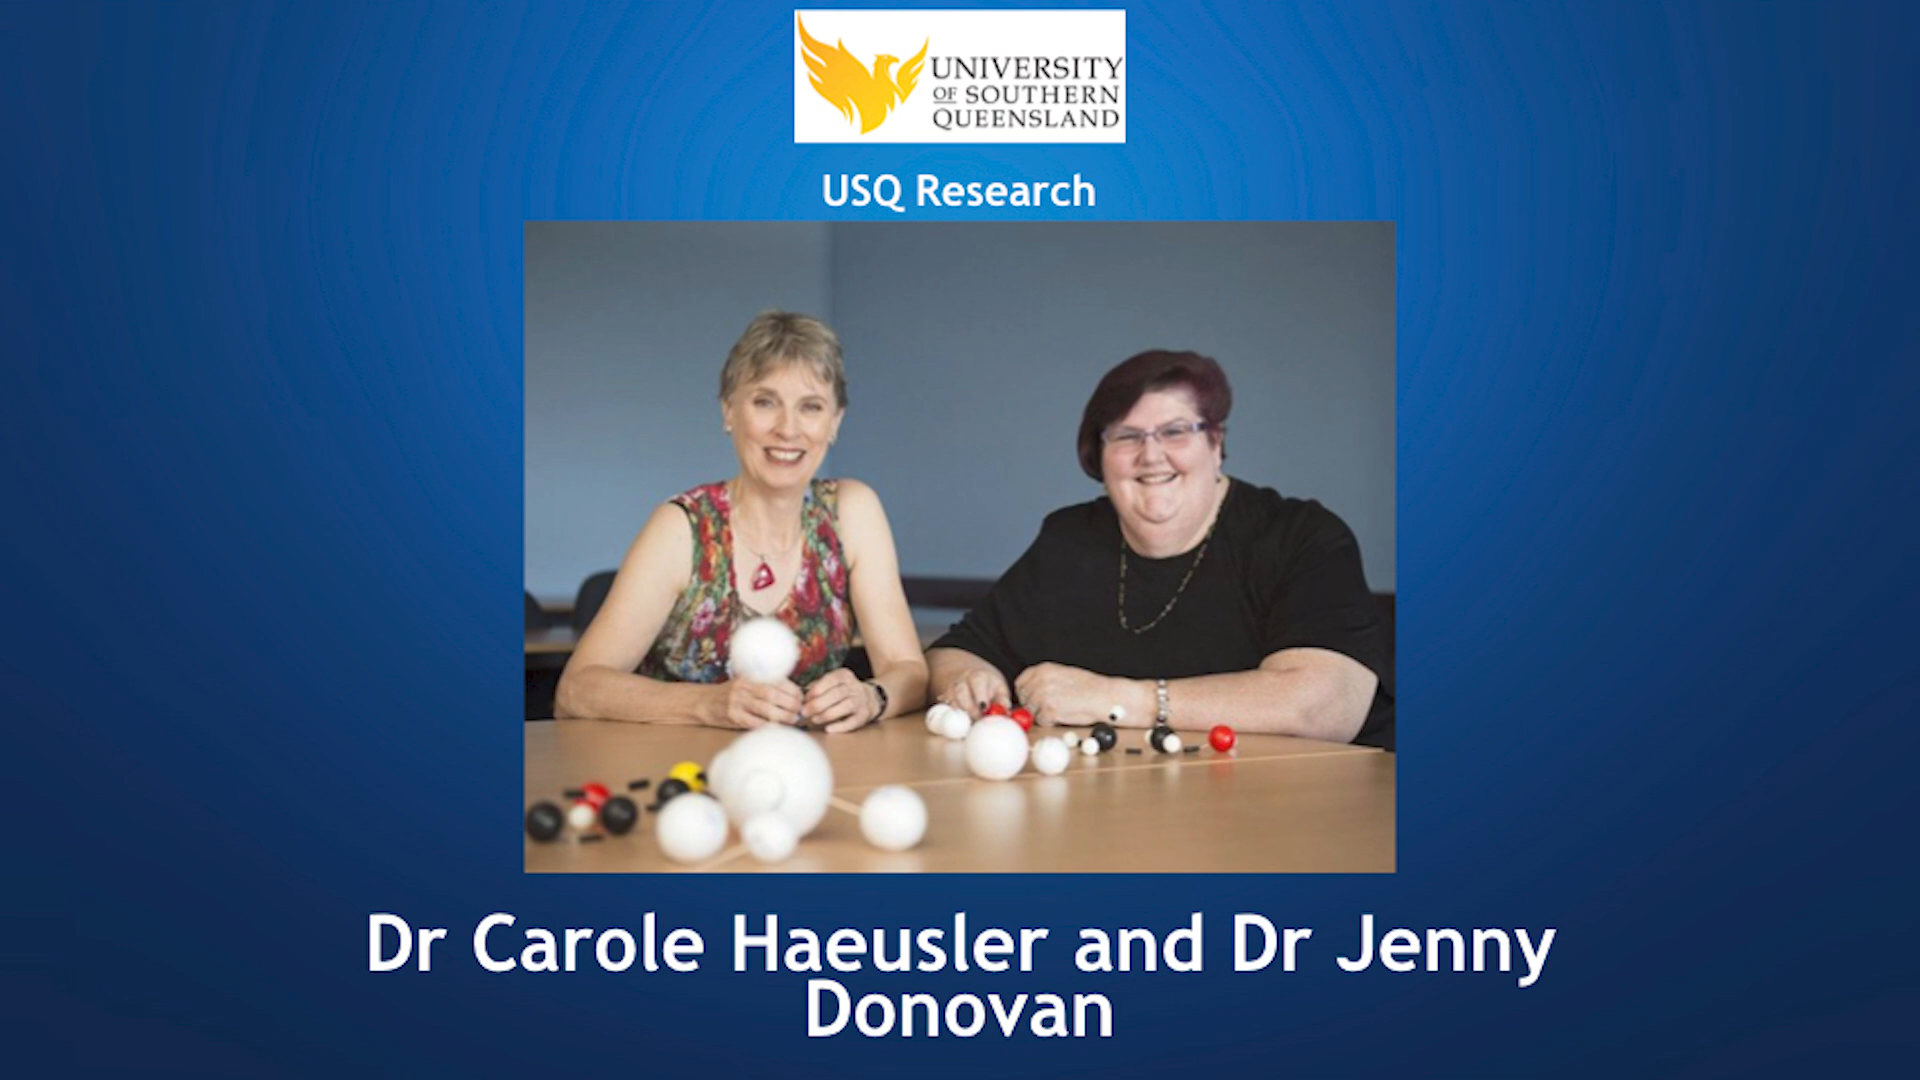 UNIVERSITY
OF SOUTHERN
QUEENSLAND
USQ Research
Dr Carole Haeusler and Dr Jenny
Donovan